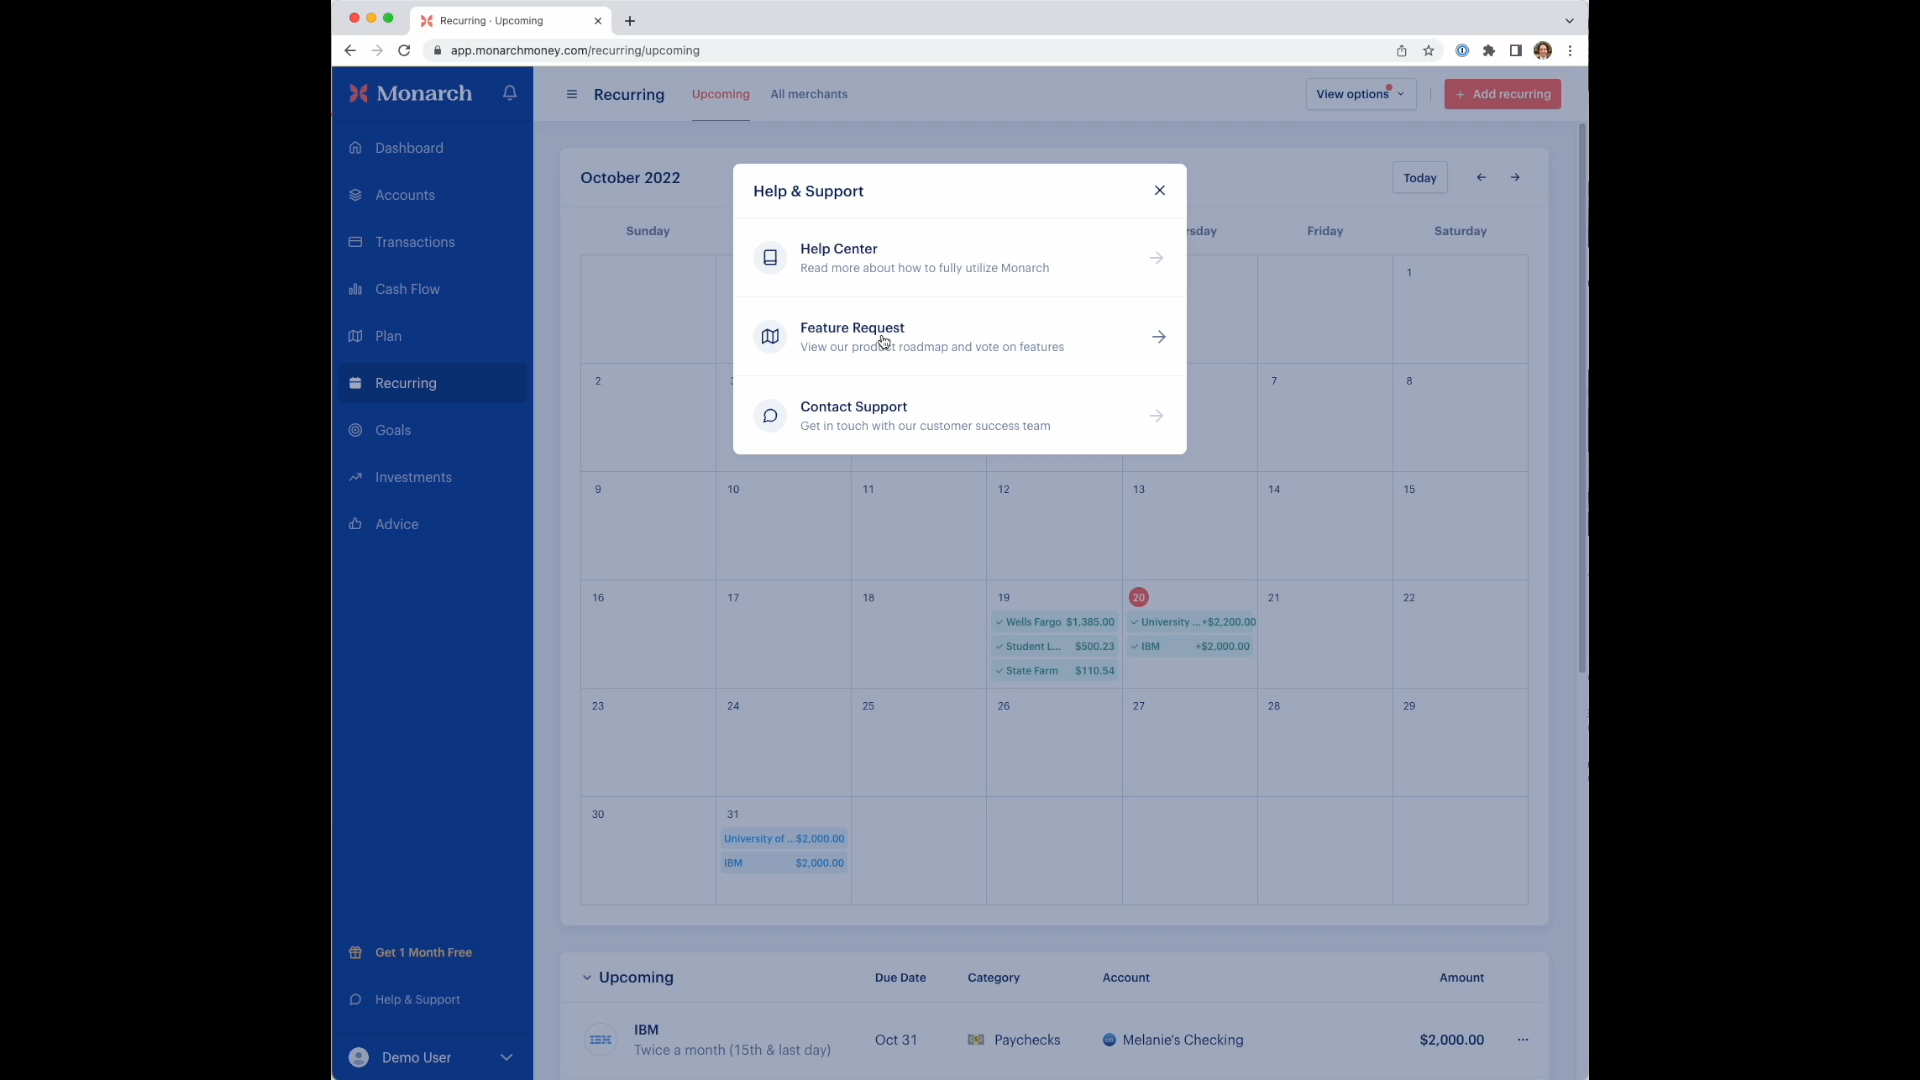 Recurring - Upcoming
app.monarchmoney.com/recurring/upcoming
Monarch
Dashboard
Accounts
Transactions
Cash Flow
Plan
Recurring
Goals
Investments
Advice
Get 1 Month Free
Help & Support
Demo User
Recurring Upcoming All merchants View options + Add recurring
October 2022 Today
Help & Support
Help Center
Read more about how to fully utilize Monarch
Feature Request
View our product roadmap and vote on features
Contact Support
Get in touch with our customer success team
Sunday rsday Friday Saturday
1
2 7 8
9 10 11 12 13 14 15
16 17 18 19 20 21 22
Wells Fargo $1,385.00 University ...+$2,200.00
Student L... $500.23 IBM +$2,000.00
State Farm $110.54
23 24 25 26 27 28 29
30 31
University of ...$2,000.00
IBM $2,000.00
Upcoming Due Date Category Account Amount
IBM
IBM
Twice a month (15th & last day)
Oct 31 Paychecks Melanie's Checking $2,000.00 ...